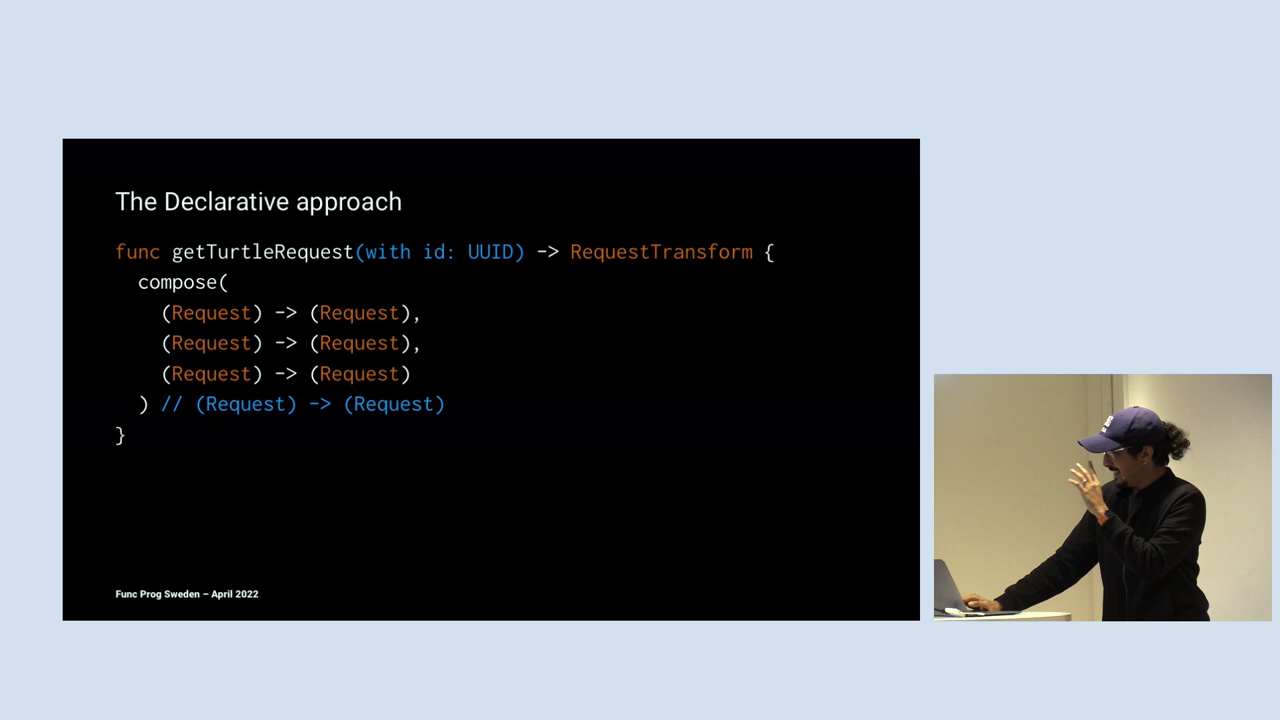 The Declarative approach
func getTurtleRequest(with id: UUID) -> RequestTransform {
compose(
(Request) -> (Request),
(Request) -> (Request),
(Request) -> (Request)
) // (Request) -> (Request)
}
Func Prog Sweden – April 2022